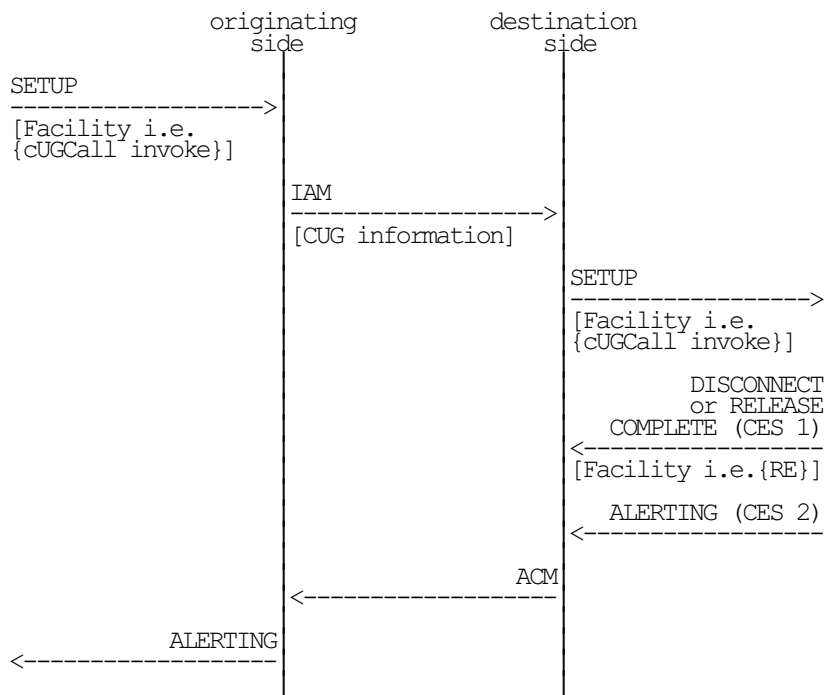 originating
side
destination
side
SETUP
[Facility i.e.
{cUGCall invoke}]
IAM
[CUG information]
SETUP
[Facility i.e.
{cUGCall invoke}]
DISCONNECT
or RELEASE
COMPLETE (CES 1)
[Facility i.e.{RE}]
ALERTING (CES 2)
ACM
ALERTING